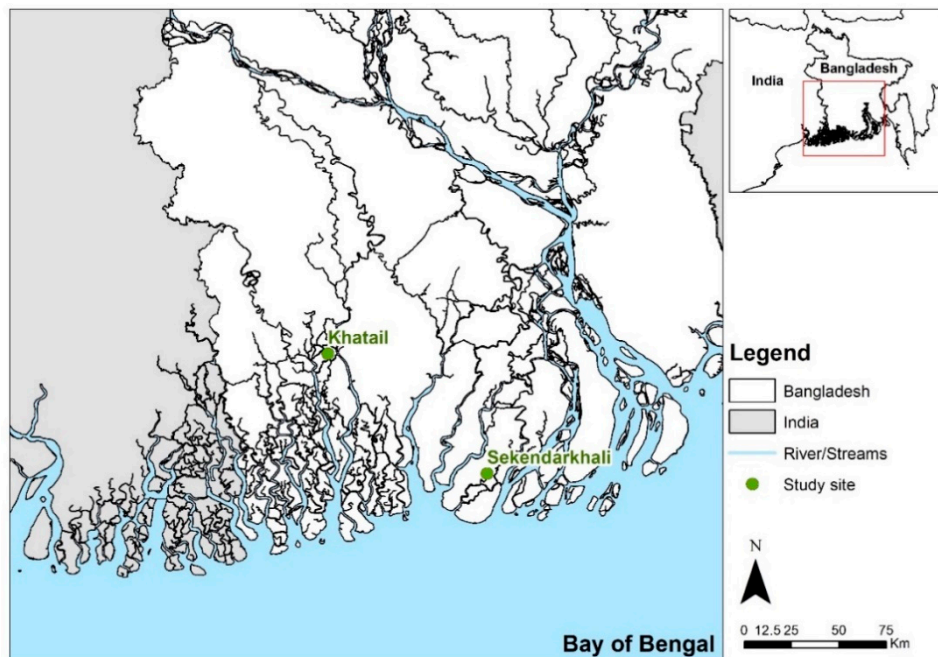 India
Bangladesh
Khatail
Sekendarkhali
Bay of Bengal
Legend
Bangladesh
India
River/Streams
Study site
N
0 12.5 25 50 75
Km